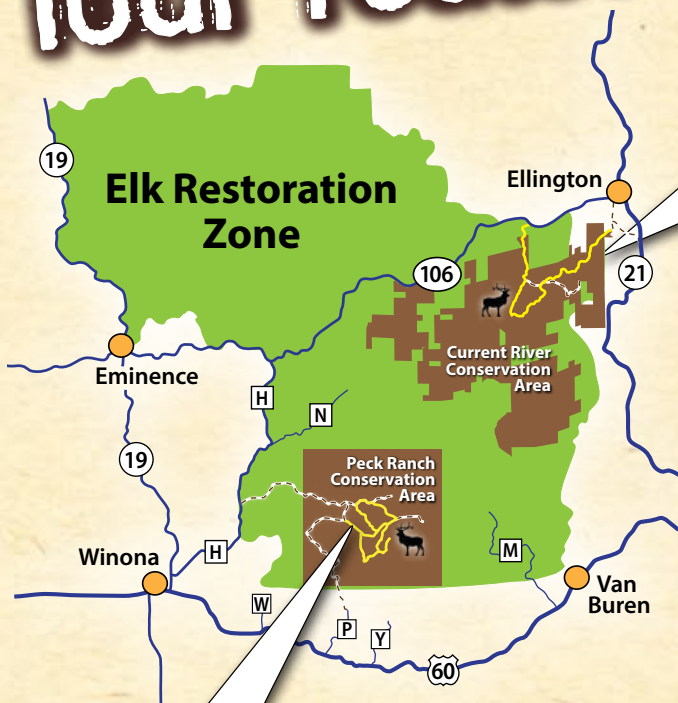 19
Elk Restoration
Zone
Ellington
106
21
Eminence
Current River
Conservation
Area
H
N
19
Peck Ranch
Conservation
Area
Winona
H
M
Van
Buren
W
P
Y
60